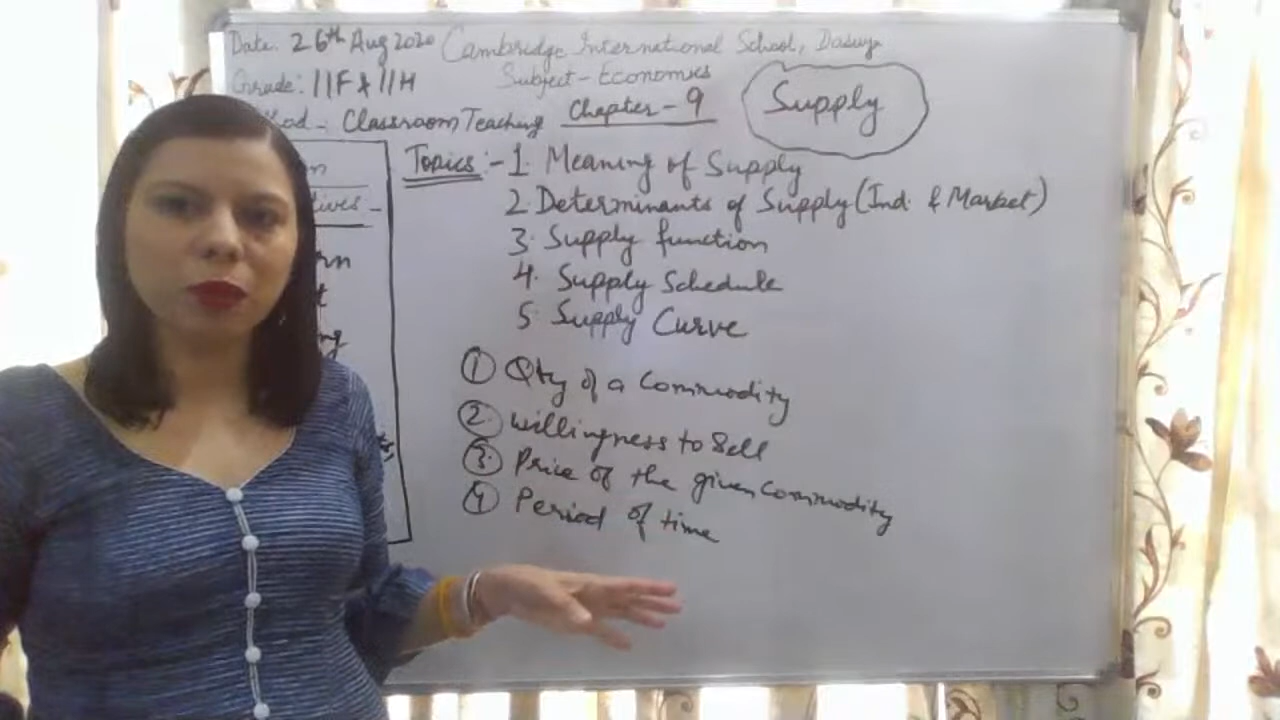 Date: 26th Aug 2020 Cambridge International School, Dasuya
Grade: 11F & 11H Subject - Economics
Classroom Teaching Chapter - 9 Supply
Topics:- 1. Meaning of Supply
2. Determinants of Supply (Ind. & Market)
3. Supply function
4. Supply Schedule
5. Supply Curve
① Qty of a Commodity
② Willingness to Sell
③ Price of the given Commodity
④ Period of time